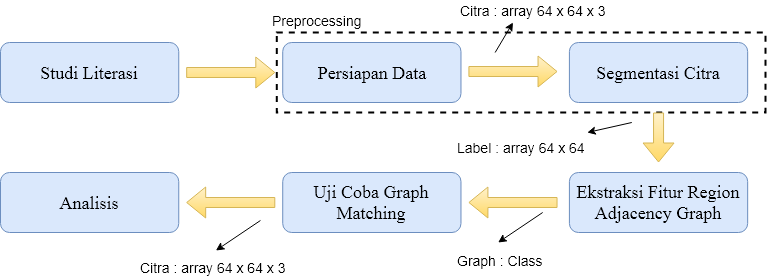 Citra : array 64 x 64 x 3
Preprocessing
Studi Literasi
Persiapan Data
Segmentasi Citra
Label : array 64 x 64
Ekstraksi Fitur Region
Adjacency Graph
Uji Coba Graph
Matching
Analisis
Graph : Class
Citra : array 64 x 64 x 3